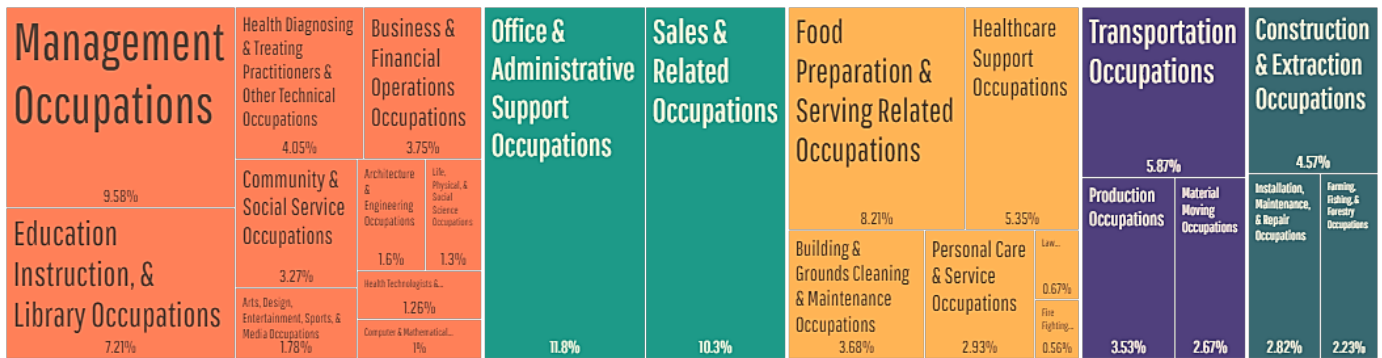 Management
Occupations
9.58%
Education
Instruction, &
Library Occupations
7.21%
Health Diagnosing
& Treating
Practitioners &
Other Technical
Occupations
4.05%
Business &
Financial
Operations
Occupations
3.75%
Community &
Social Service
Occupations
3.27%
Architecture
&
Engineering
Occupations
1.6%
Life,
Physical, &
Social
Science
Occupations
1.3%
Arts, Design,
Entertainment, Sports, &
Media Occupations
1.78%
Health Technologists &...
1.26%
Computer & Mathematical...
1%
Office &
Administrative
Support
Occupations
11.8%
Sales &
Related
Occupations
10.3%
Food
Preparation &
Serving Related
Occupations
8.21%
Healthcare
Support
Occupations
5.35%
Building &
Grounds Cleaning
& Maintenance
Occupations
3.68%
Personal Care
& Service
Occupations
2.93%
Law...
0.67%
Fire
Fighting...
0.56%
Transportation
Occupations
5.87%
Production
Occupations
3.53%
Material
Moving
Occupations
2.67%
Construction
& Extraction
Occupations
4.57%
Installation,
Maintenance,
& Repair
Occupations
2.82%
Farming,
Fishing, &
Forestry
Occupations
2.23%